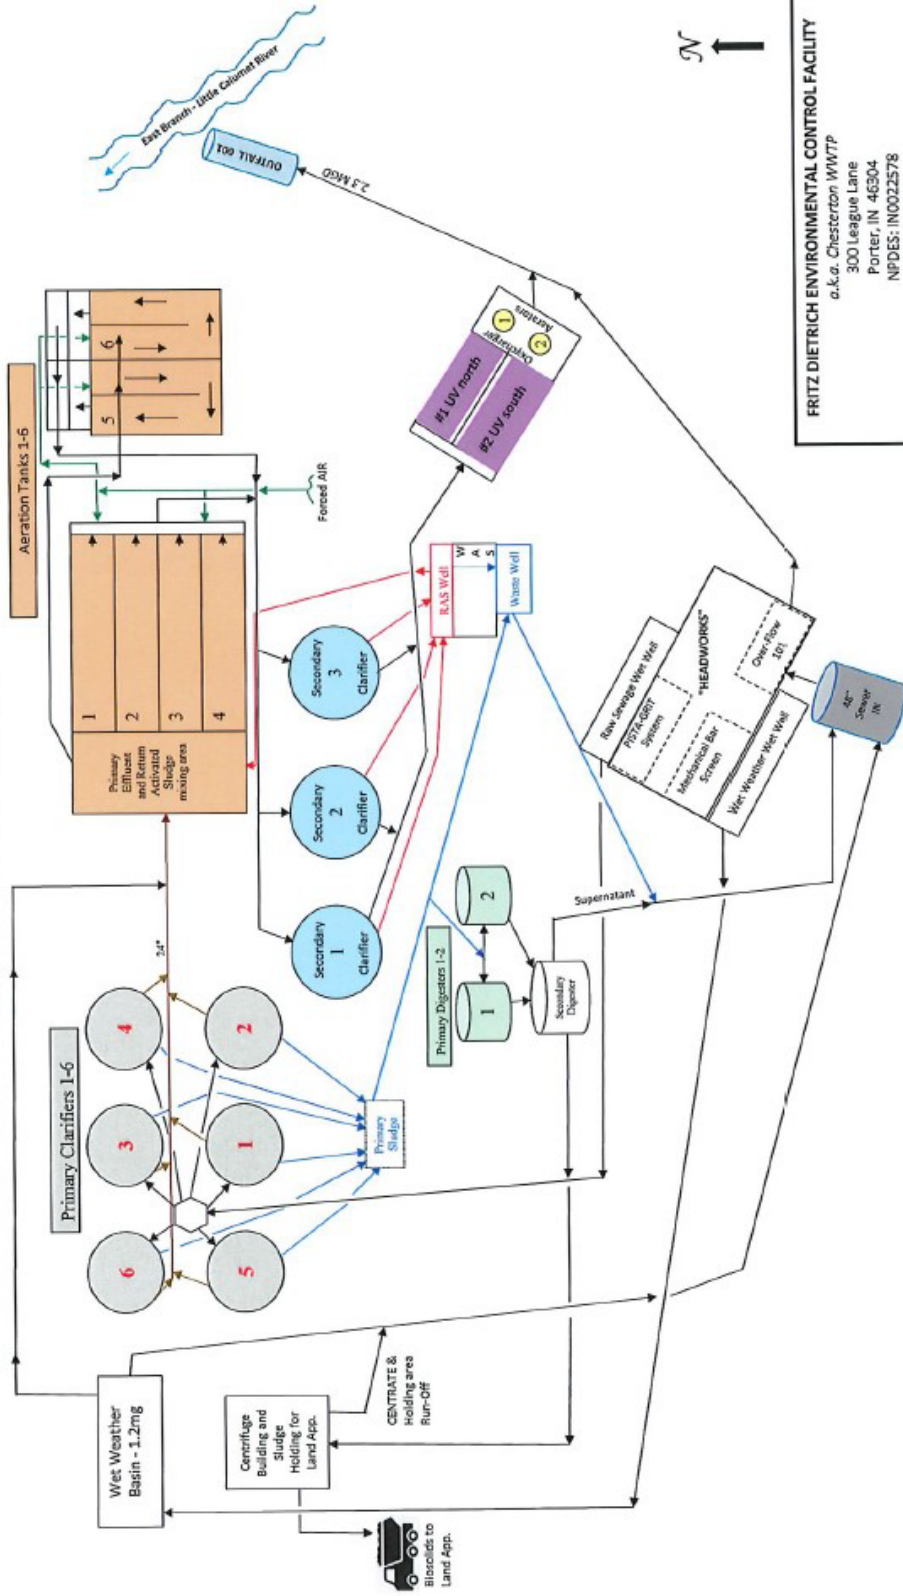 East Branch - Little Calumet River
OUTFALL 001
2.3 MGD
N
Aeration Tanks 1-6
5
6
1
2
3
4
Primary
Effluent
and Return
Activated
Sludge
mixing area
Forced AIR
#1 UV north
#2 UV south
Oxycharger
Aerators
1
2
Secondary
1
Clarifier
Secondary
2
Clarifier
Secondary
3
Clarifier
RAS Well
W
A
S
Waste Well
Primary Clarifiers 1-6
6
3
4
5
1
2
24"
Primary
Sludge
Primary Digesters 1-2
1
2
Secondary
Digester
Supernatant
Raw Sewage Wet Well
PISTA-GRIT
System
"HEADWORKS"
Mechanical Bar
Screen
Over-Flow
Wet Weather Wet Well
48"
Sewer
IN
Wet Weather
Basin - 1.2mg
Centrifuge
Building and
Sludge
Holding for
Land App.
CENTRATE &
Holding area
Run-Off
Biosolids to
Land App.
FRITZ DIETRICH ENVIRONMENTAL CONTROL FACILITY
a.k.a. Chesterton WWTP
300 League Lane
Porter, IN 46304
NPDES: IN0022578